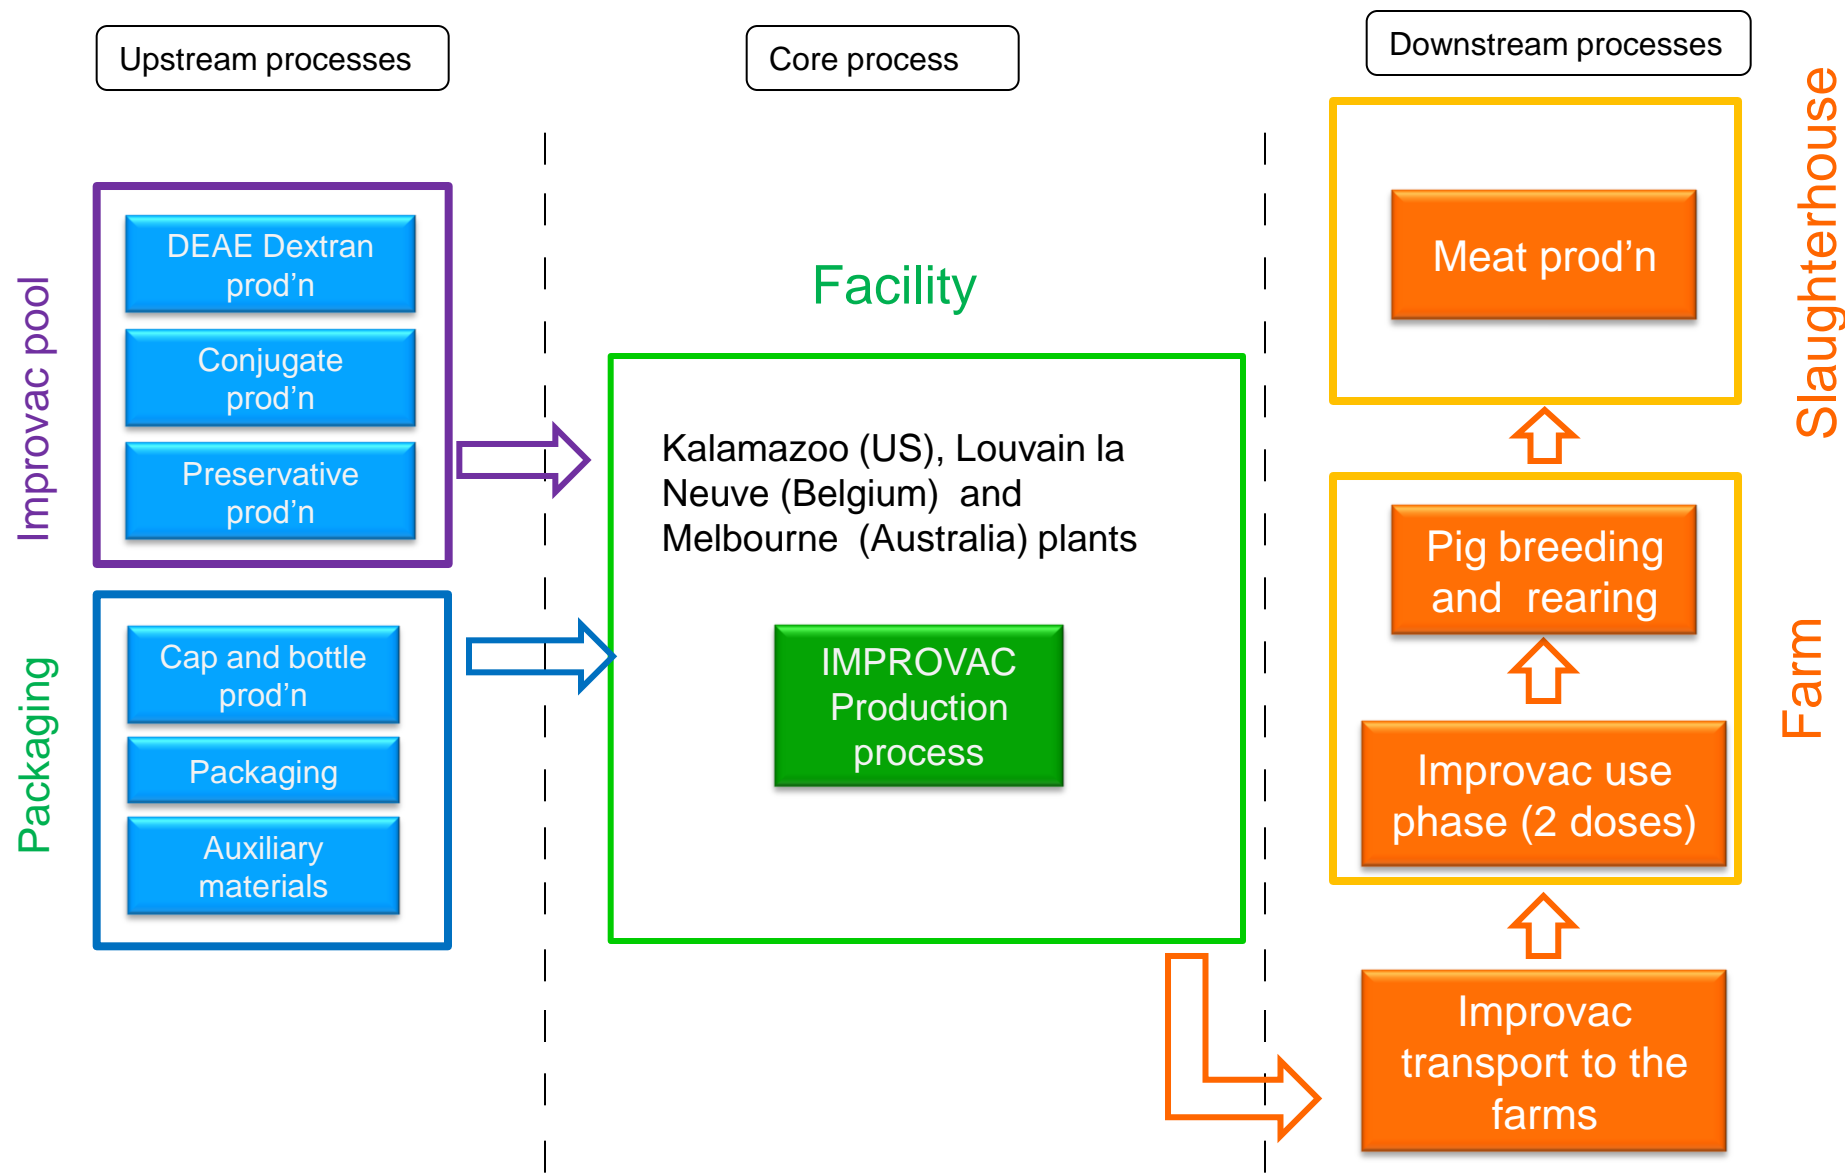 Upstream processes
Core process
Downstream processes
Improvac pool
DEAE Dextran
prod’n
Conjugate
prod’n
Preservative
prod’n
Packaging
Cap and bottle
prod’n
Packaging
Auxiliary
materials
Facility
Kalamazoo (US), Louvain la
Neuve (Belgium)  and
Melbourne  (Australia) plants
IMPROVAC
Production
process
Slaughterhouse
Meat prod’n
Farm
Pig breeding
and  rearing
Improvac use
phase (2 doses)
Improvac
transport to the
farms